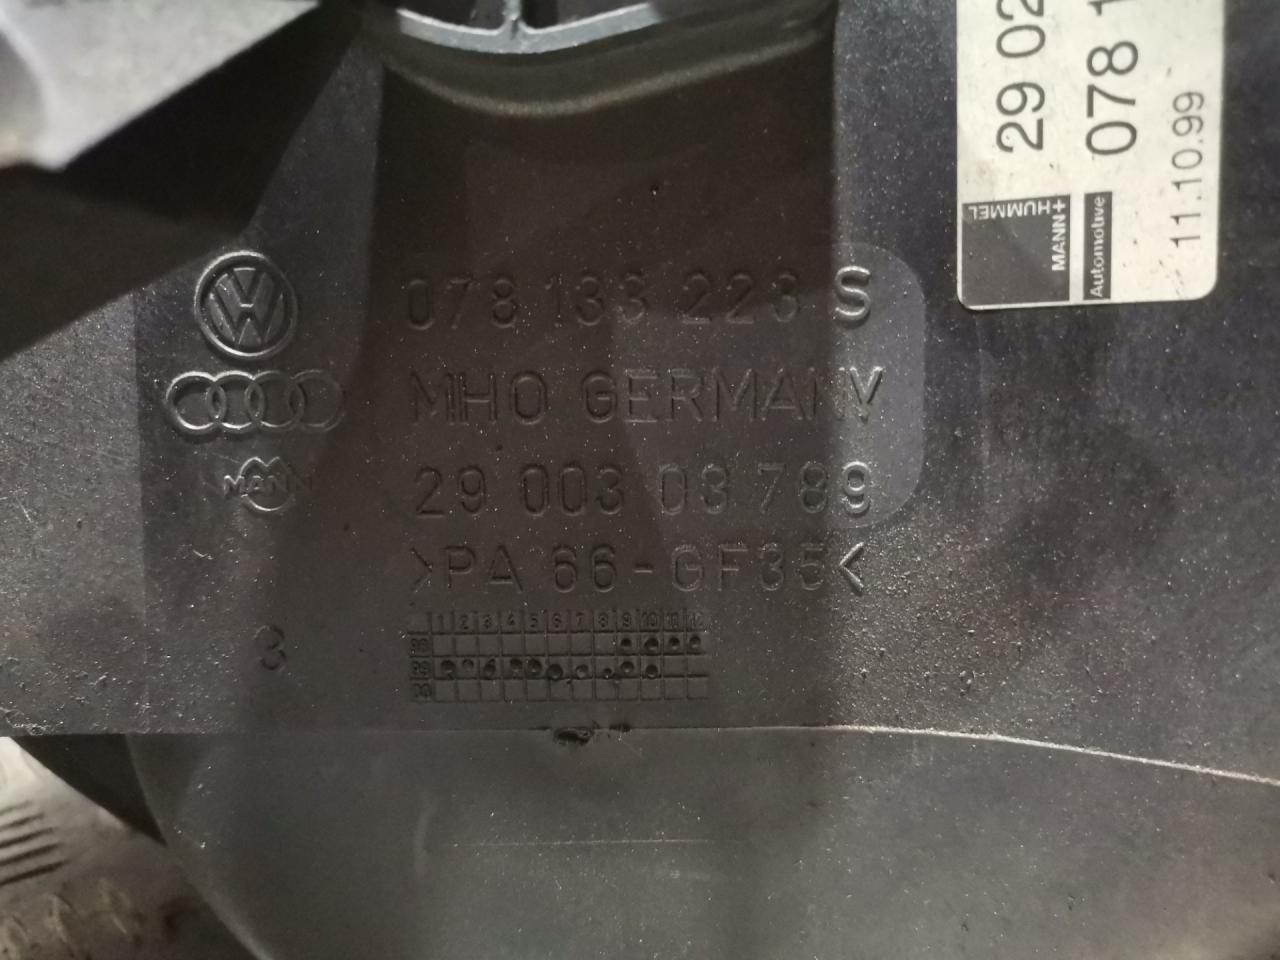 078 133 223 S
MHO GERMANY
29 003 03 789
>PA 66-GF35<
MANN
3
1 2 3 4 5 6 7 8 9 10 11 12
98
99
00
29 02
078 1
11.10.99
MANN+
HUMMEL
Automotive